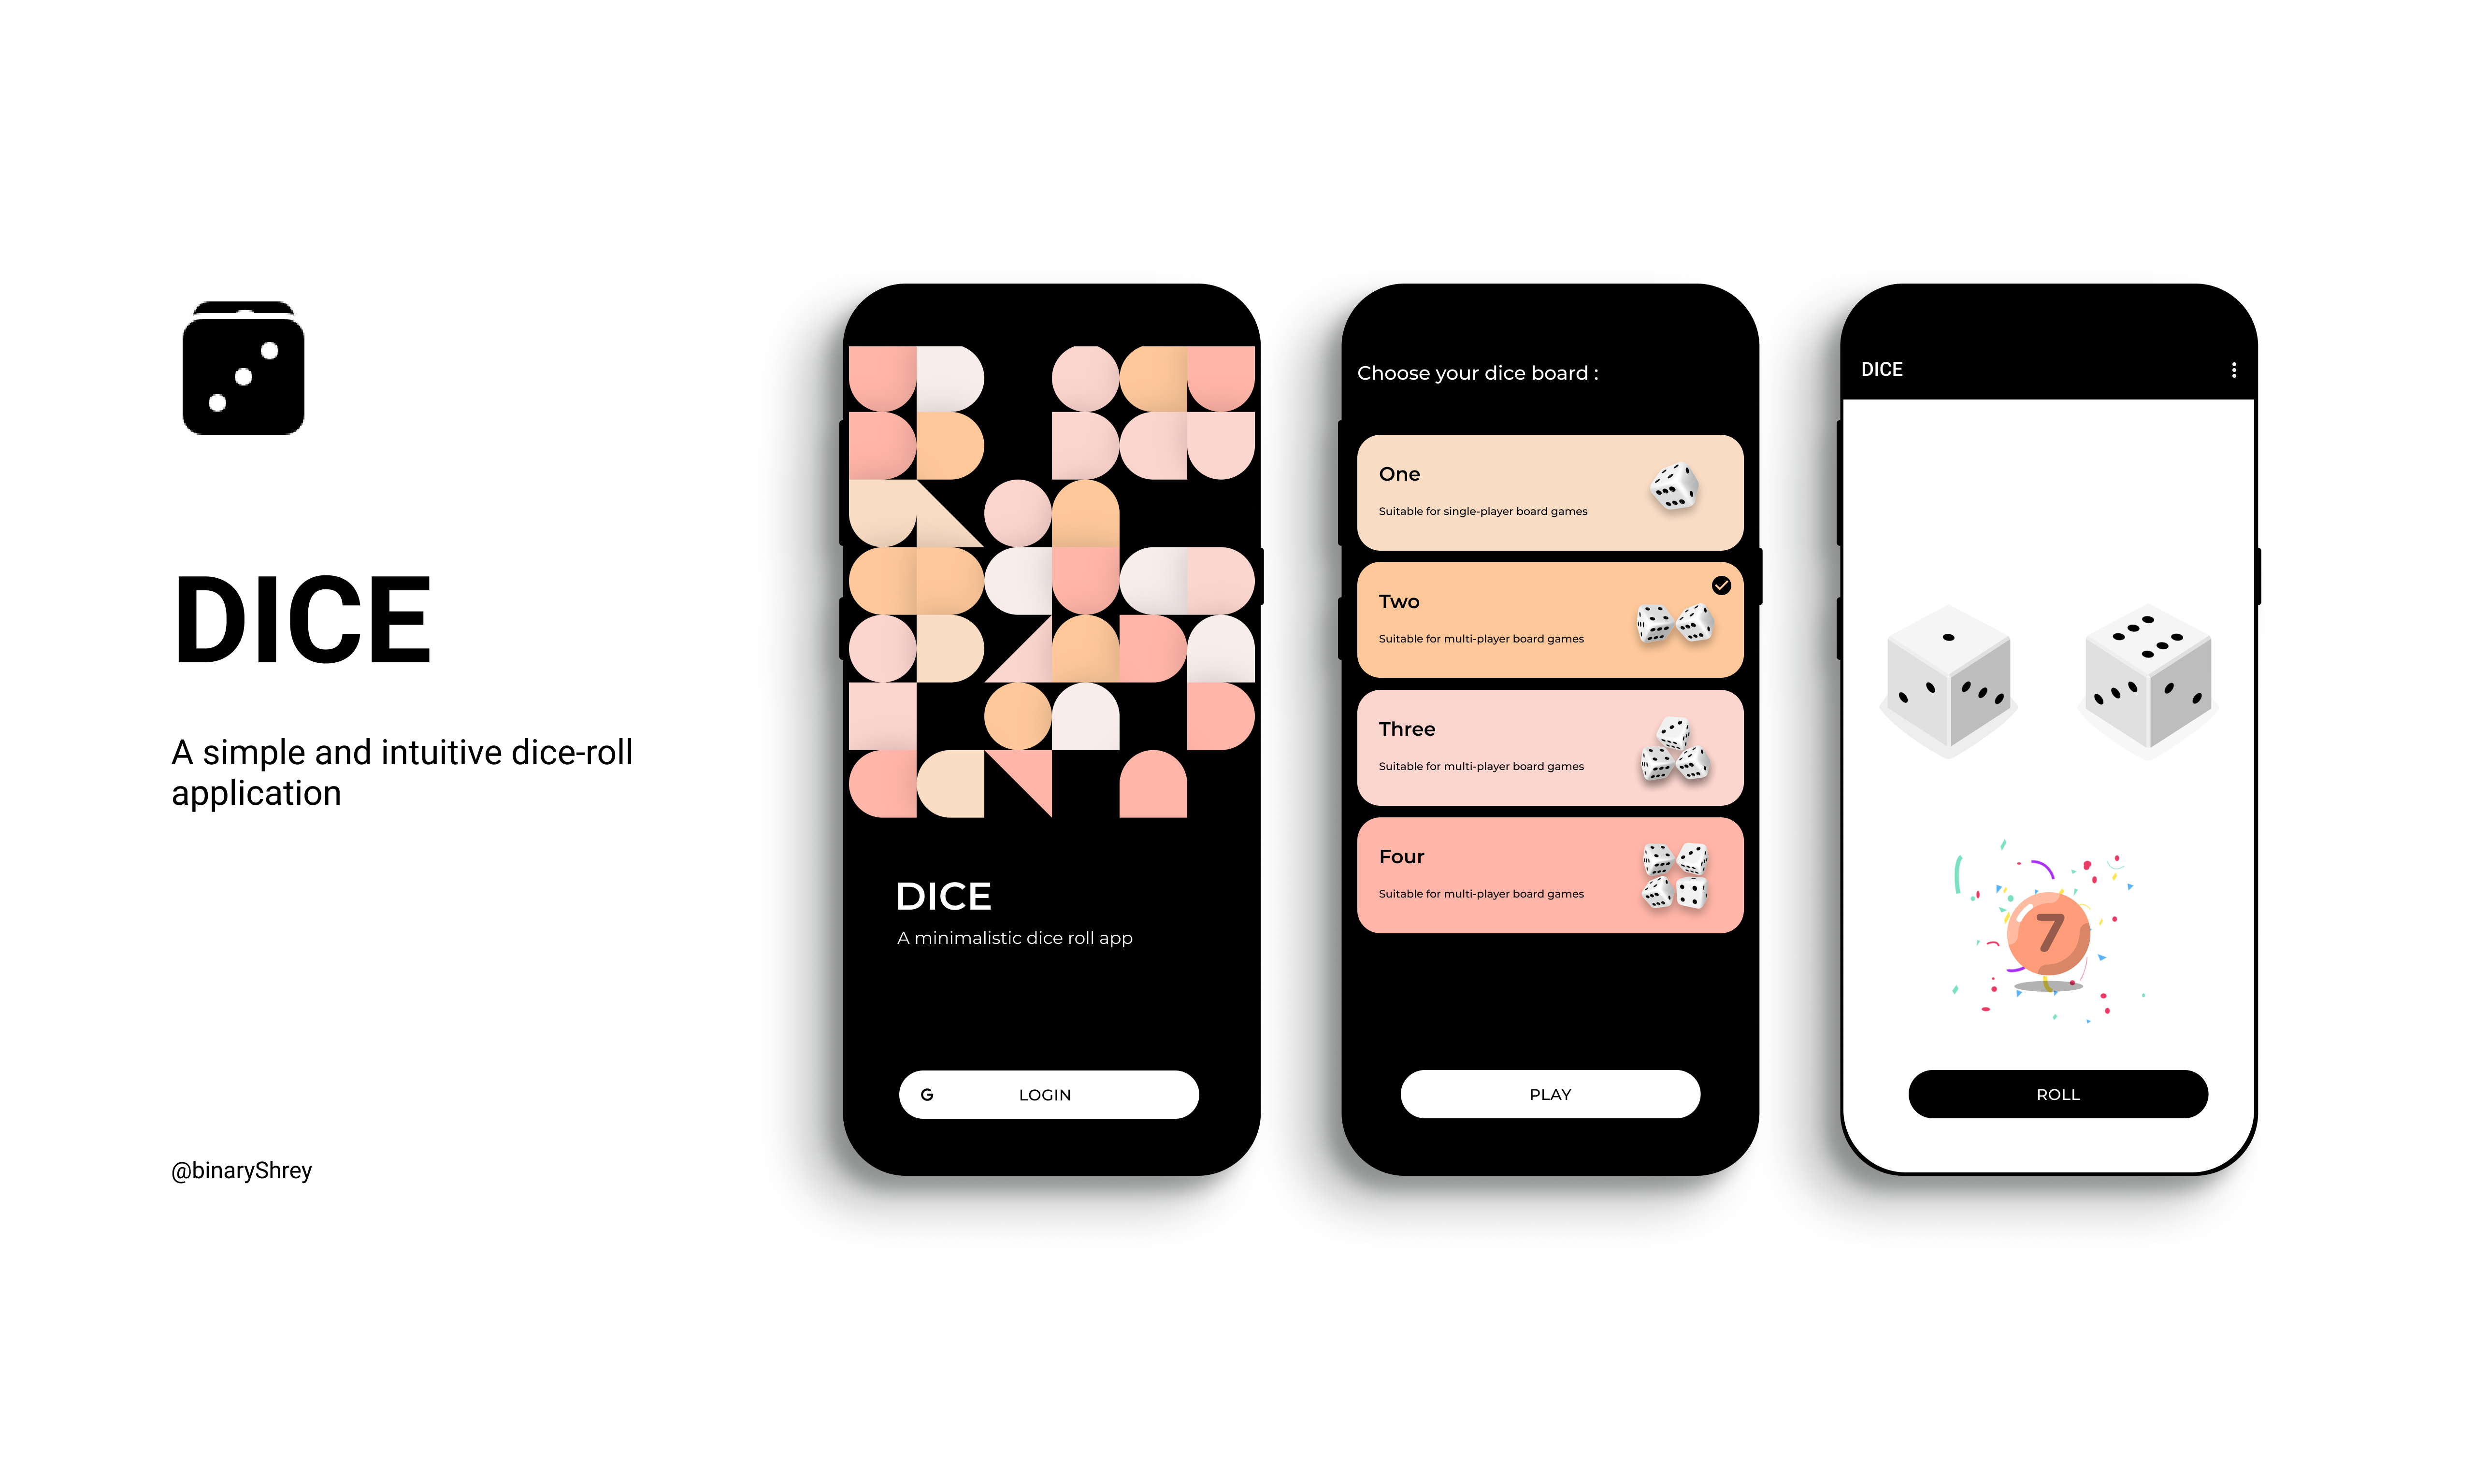 DICE
A simple and intuitive dice-roll
application
@binaryShrey
DICE
A minimalistic dice roll app
G LOGIN
Choose your dice board :
One
Suitable for single-player board games
Two
Suitable for multi-player board games
Three
Suitable for multi-player board games
Four
Suitable for multi-player board games
PLAY
DICE
7
ROLL